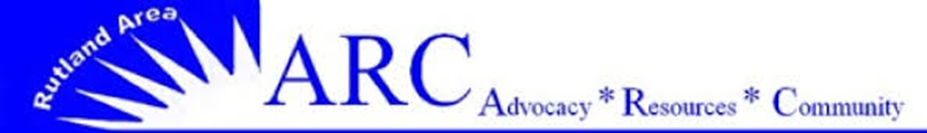 Rutland Area
ARC Advocacy * Resources * Community